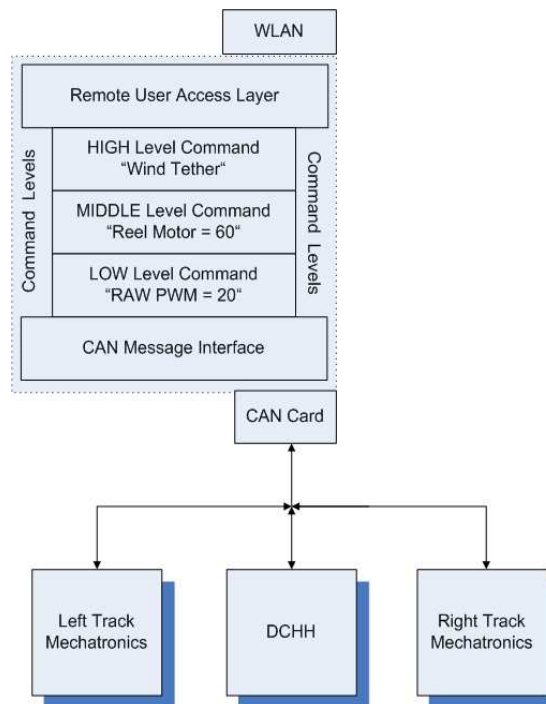 WLAN
Remote User Access Layer
Command Levels
HIGH Level Command
“Wind Tether“
MIDDLE Level Command
“Reel Motor = 60“
LOW Level Command
“RAW PWM = 20“
Command Levels
CAN Message Interface
CAN Card
Left Track
Mechatronics
DCHH
Right Track
Mechatronics